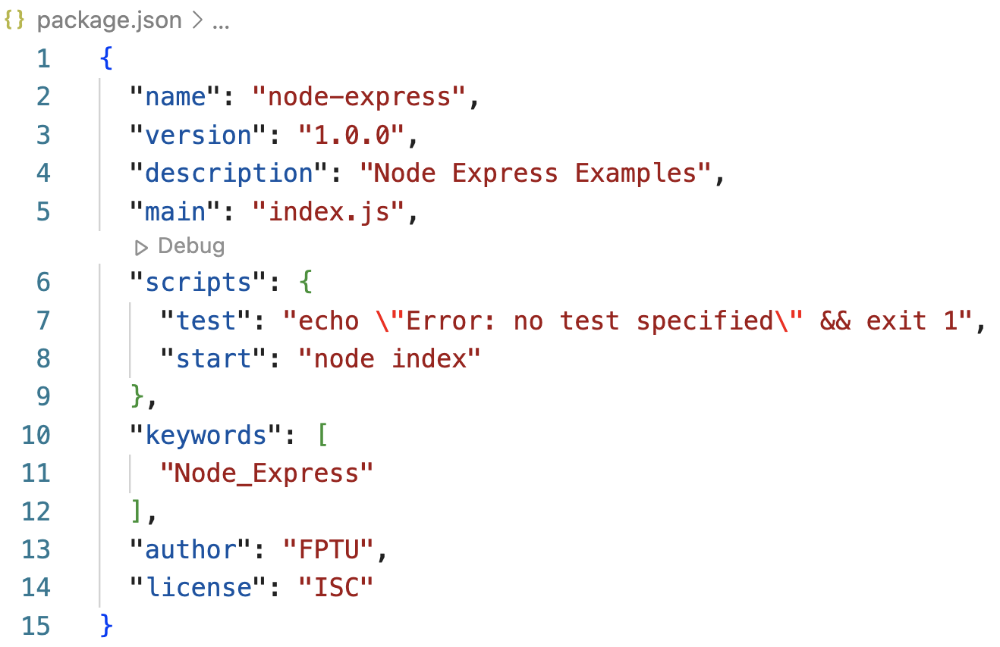 {} package.json > ...
1 {
2 "name": "node-express",
3 "version": "1.0.0",
4 "description": "Node Express Examples",
5 "main": "index.js",
Debug
6 "scripts": {
7 "test": "echo \"Error: no test specified\" && exit 1",
8 "start": "node index"
9 },
10 "keywords": [
11 "Node_Express"
12 ],
13 "author": "FPTU",
14 "license": "ISC"
15 }